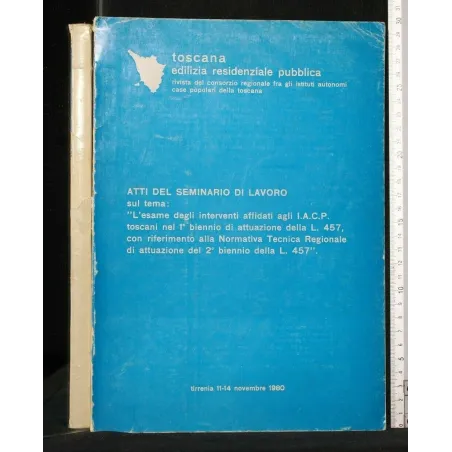 toscana
edilizia residenziale pubblica
rivista del consorzio regionale fra gli istituti autonomi
case popolari della toscana
ATTI DEL SEMINARIO DI LAVORO
sul tema:
"L'esame degli interventi affidati agli I.A.C.P.
toscani nel 1° biennio di attuazione della L. 457,
con riferimento alla Normativa Tecnica Regionale
di attuazione del 2° biennio della L. 457".
tirrenia 11-14 novembre 1980